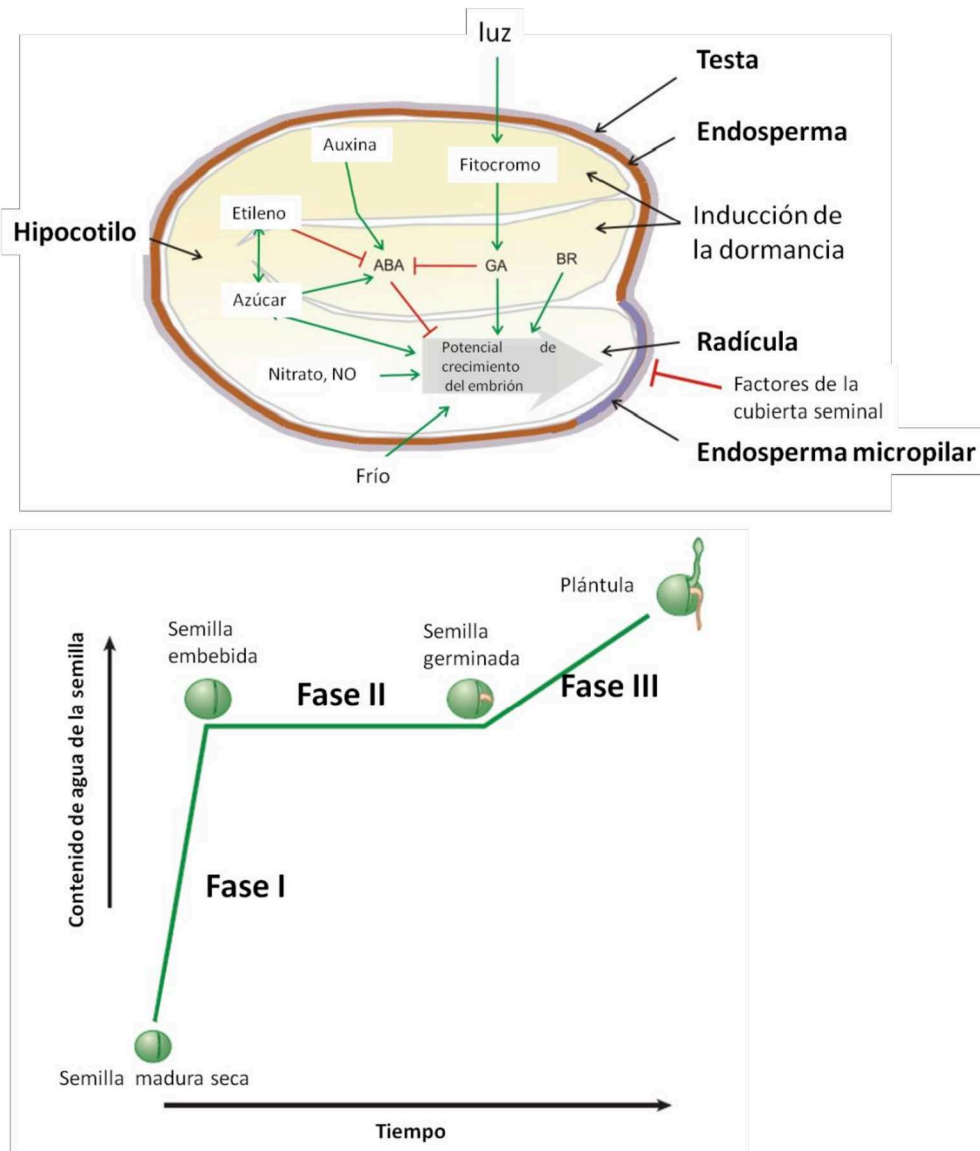 luz
Testa
Endosperma
Auxina
Fitocromo
Etileno
Inducción de
la dormancia
Hipocotilo
ABA
GA
BR
Azúcar
Potencial de
crecimiento
del embrión
Radícula
Nitrato, NO
Factores de la
cubierta seminal
Endosperma micropilar
Frío
Plántula
Semilla
embebida
Semilla
germinada
Fase II
Fase III
Contenido de agua de la semilla
Fase I
Semilla madura seca
Tiempo